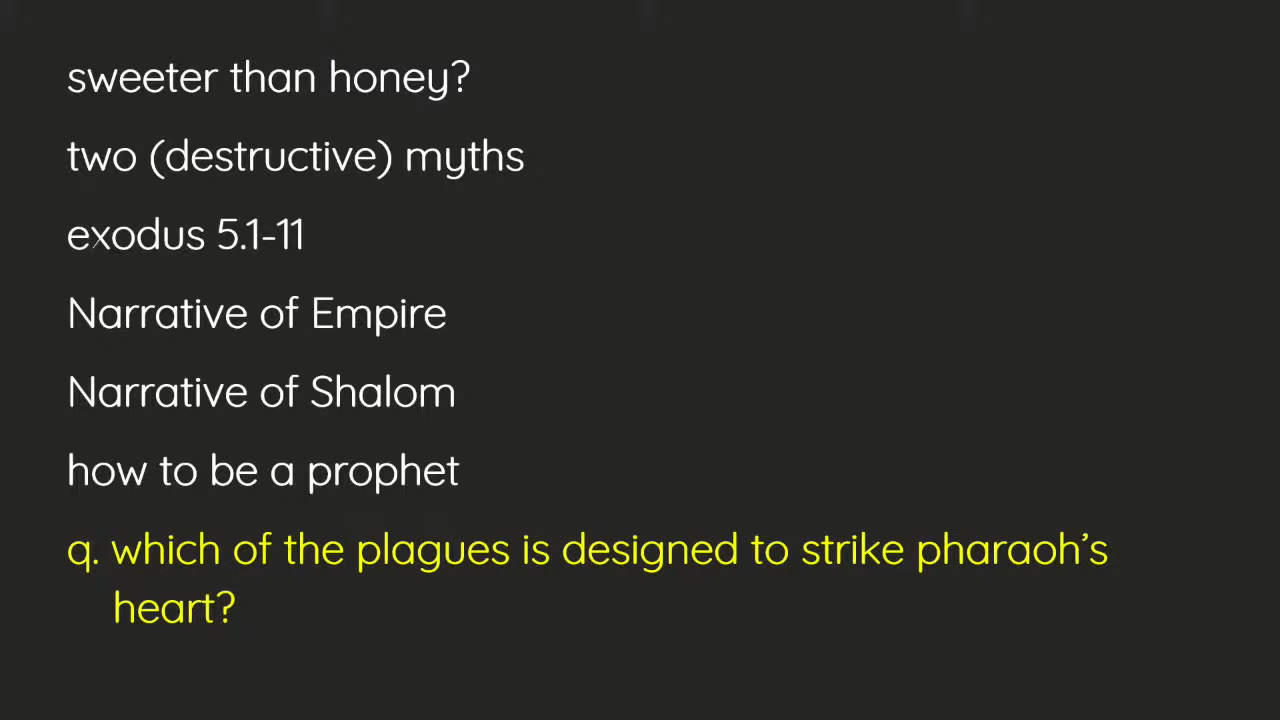 sweeter than honey?
two (destructive) myths
exodus 5.1-11
Narrative of Empire
Narrative of Shalom
how to be a prophet
q. which of the plagues is designed to strike pharaoh’s
heart?